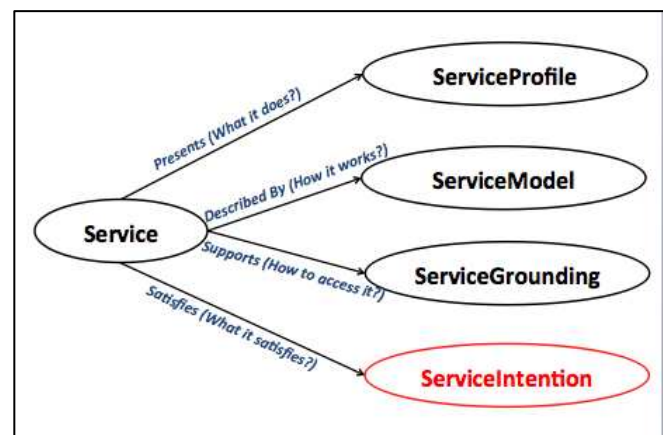 ServiceProfile
Presents (What it does?)
ServiceModel
Described By (How it works?)
Service
Supports (How to access it?)
ServiceGrounding
Satisfies (What it satisfies?)
ServiceIntention